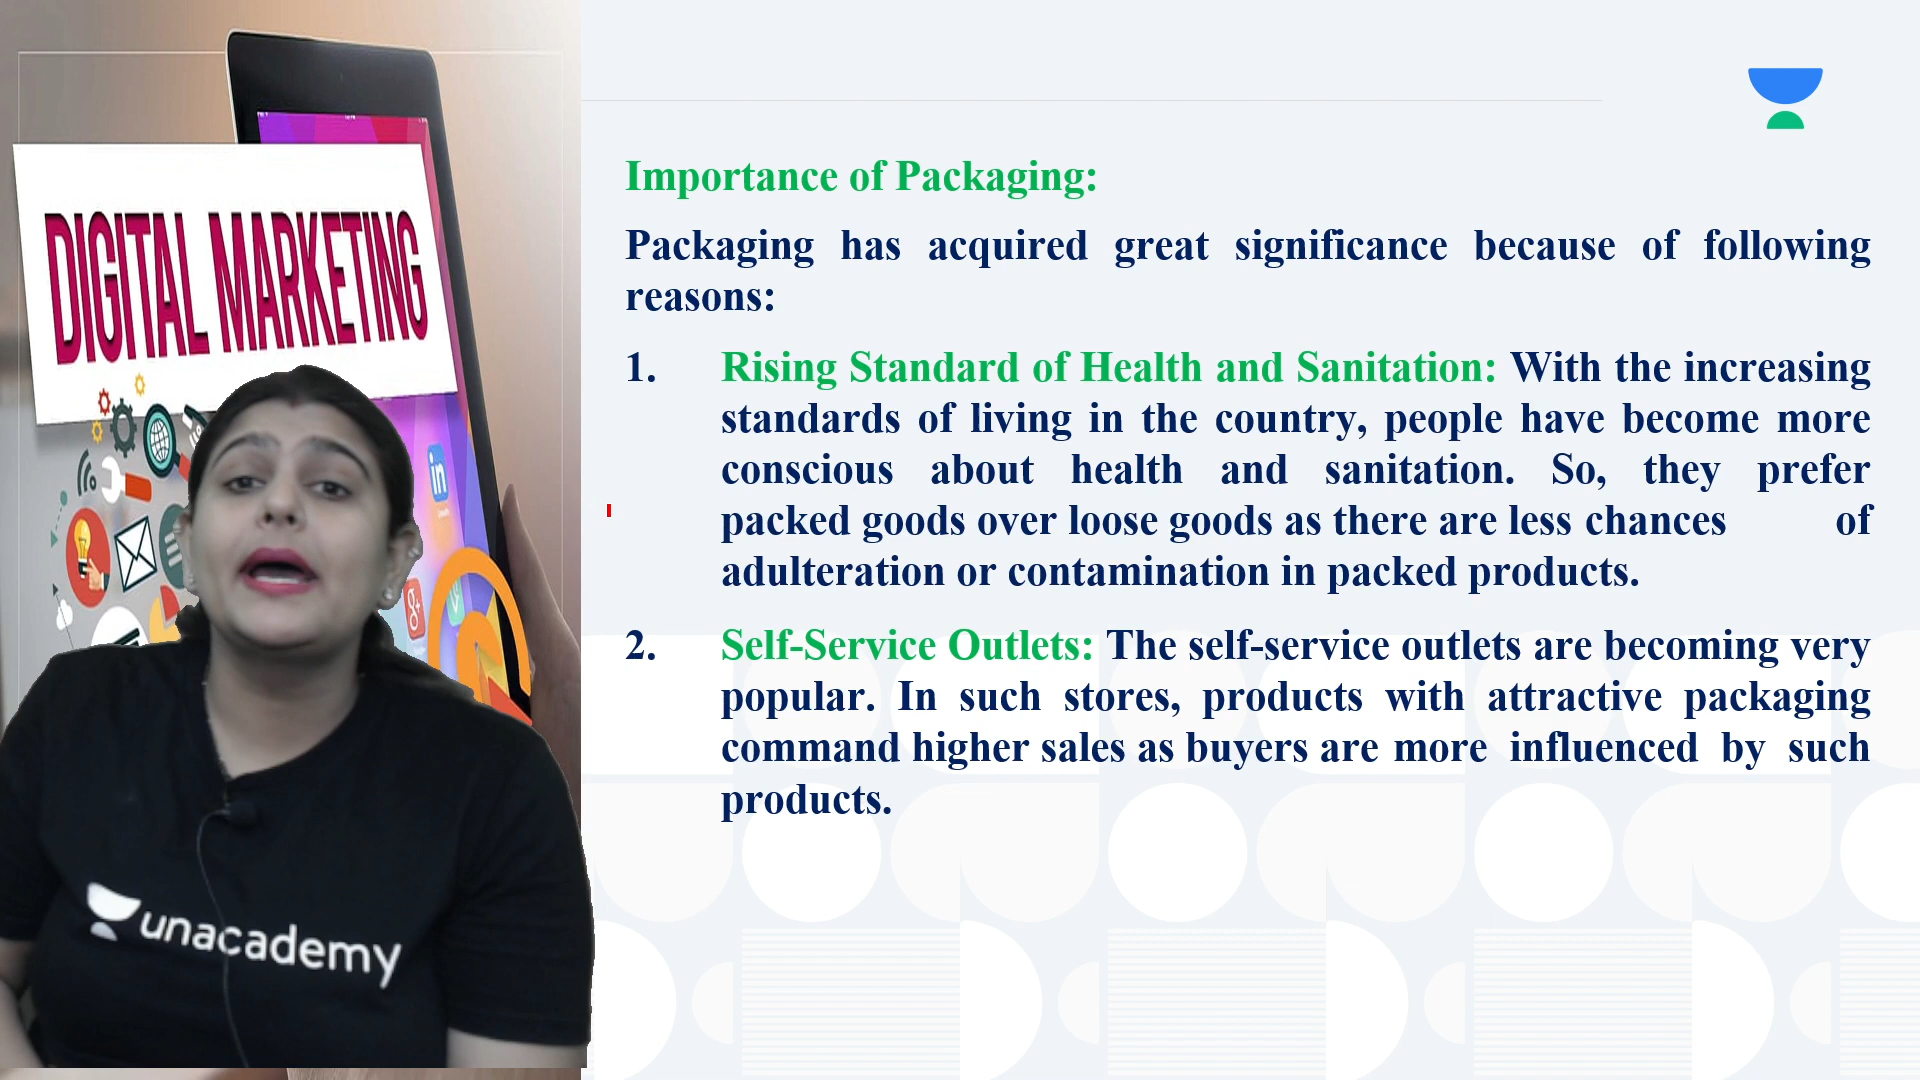 DIGITAL MARKETING
in
unacademy
Importance of Packaging:
Packaging has acquired great significance because of following
reasons:
1. Rising Standard of Health and Sanitation: With the increasing
standards of living in the country, people have become more
conscious about health and sanitation. So, they prefer
packed goods over loose goods as there are less chances of
adulteration or contamination in packed products.
2. Self-Service Outlets: The self-service outlets are becoming very
popular. In such stores, products with attractive packaging
command higher sales as buyers are more influenced by such
products.